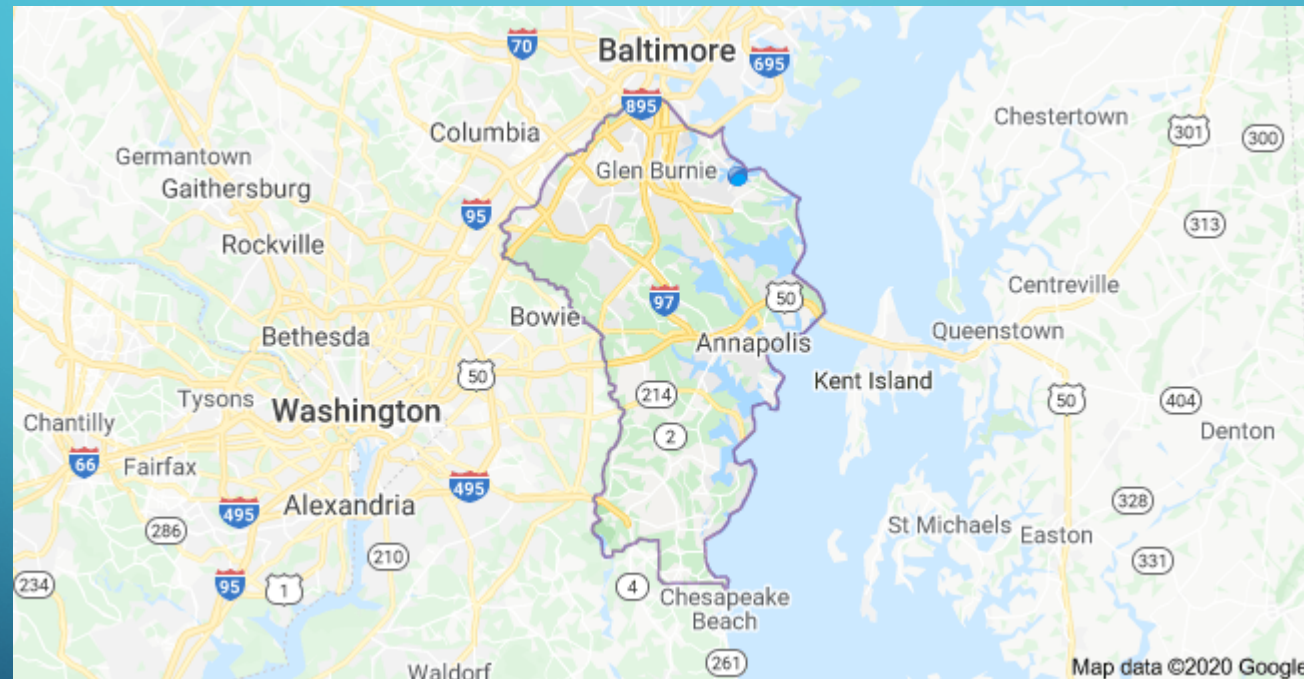 70
Baltimore
695
895
Chestertown
301
300
Columbia
Germantown
Glen Burnie
Gaithersburg
95
313
Rockville
Centreville
97
50
Bowie
Queenstown
Bethesda
Annapolis
50
Kent Island
Tysons
214
50
404
Washington
Chantilly
2
Denton
66
Fairfax
495
Alexandria
328
495
286
St Michaels
Easton
210
331
234
95
1
4
Chesapeake
Beach
261
Waldorf
Map data ©2020 Google